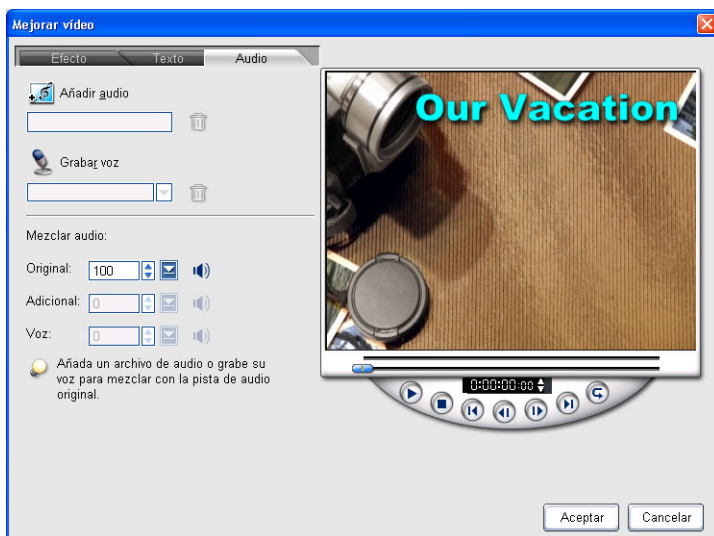 Mejorar vídeo
Efecto
Texto
Audio
Añadir audio
Grabar voz
Mezclar audio:
Original:
100
Adicional:
0
Voz:
0
Añada un archivo de audio o grabe su
voz para mezclar con la pista de audio
original.
Our Vacation
0:00:00:00
Aceptar
Cancelar